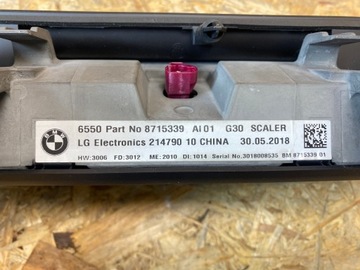 BMW
6550 Part No 8715339 AI 01 G30 SCALER
LG Electronics 214790 10 CHINA 30.05.2018
HW:3006 FD:3012 ME:2010 DI:1014 Serial No.3018008535 BM 8715339 01